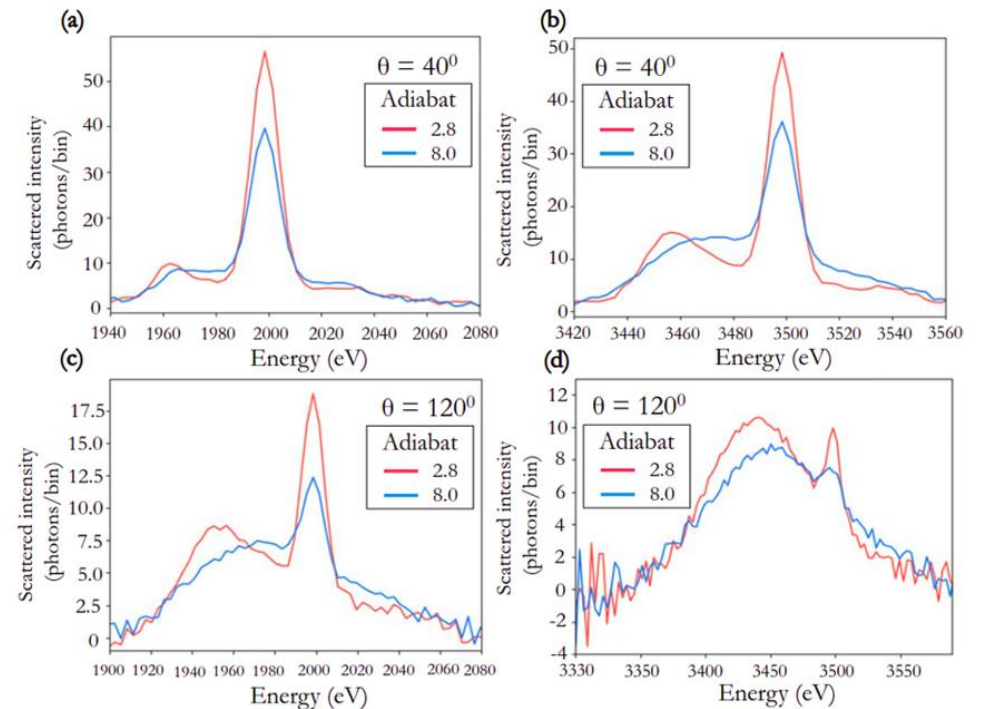 (a)
θ = 40⁰
Adiabat
2.8
8.0
Scattered intensity
(photons/bin)
50
40
30
20
10
0
1940 1960 1980 2000 2020 2040 2060 2080
Energy (eV)
(b)
θ = 40⁰
Adiabat
2.8
8.0
Scattered intensity
(photons/bin)
50
40
30
20
10
0
3420 3440 3460 3480 3500 3520 3540 3560
Energy (eV)
(c)
θ = 120⁰
Adiabat
2.8
8.0
Scattered intensity
(photons/bin)
17.5
15.0
12.5
10.0
7.5
5.0
2.5
0
1900 1920 1940 1960 1980 2000 2020 2040 2060 2080
Energy (eV)
(d)
θ = 120⁰
Adiabat
2.8
8.0
Scattered intensity
(photons/bin)
12
10
8
6
4
2
0
-2
-4
3330 3350 3400 3450 3500 3550
Energy (eV)